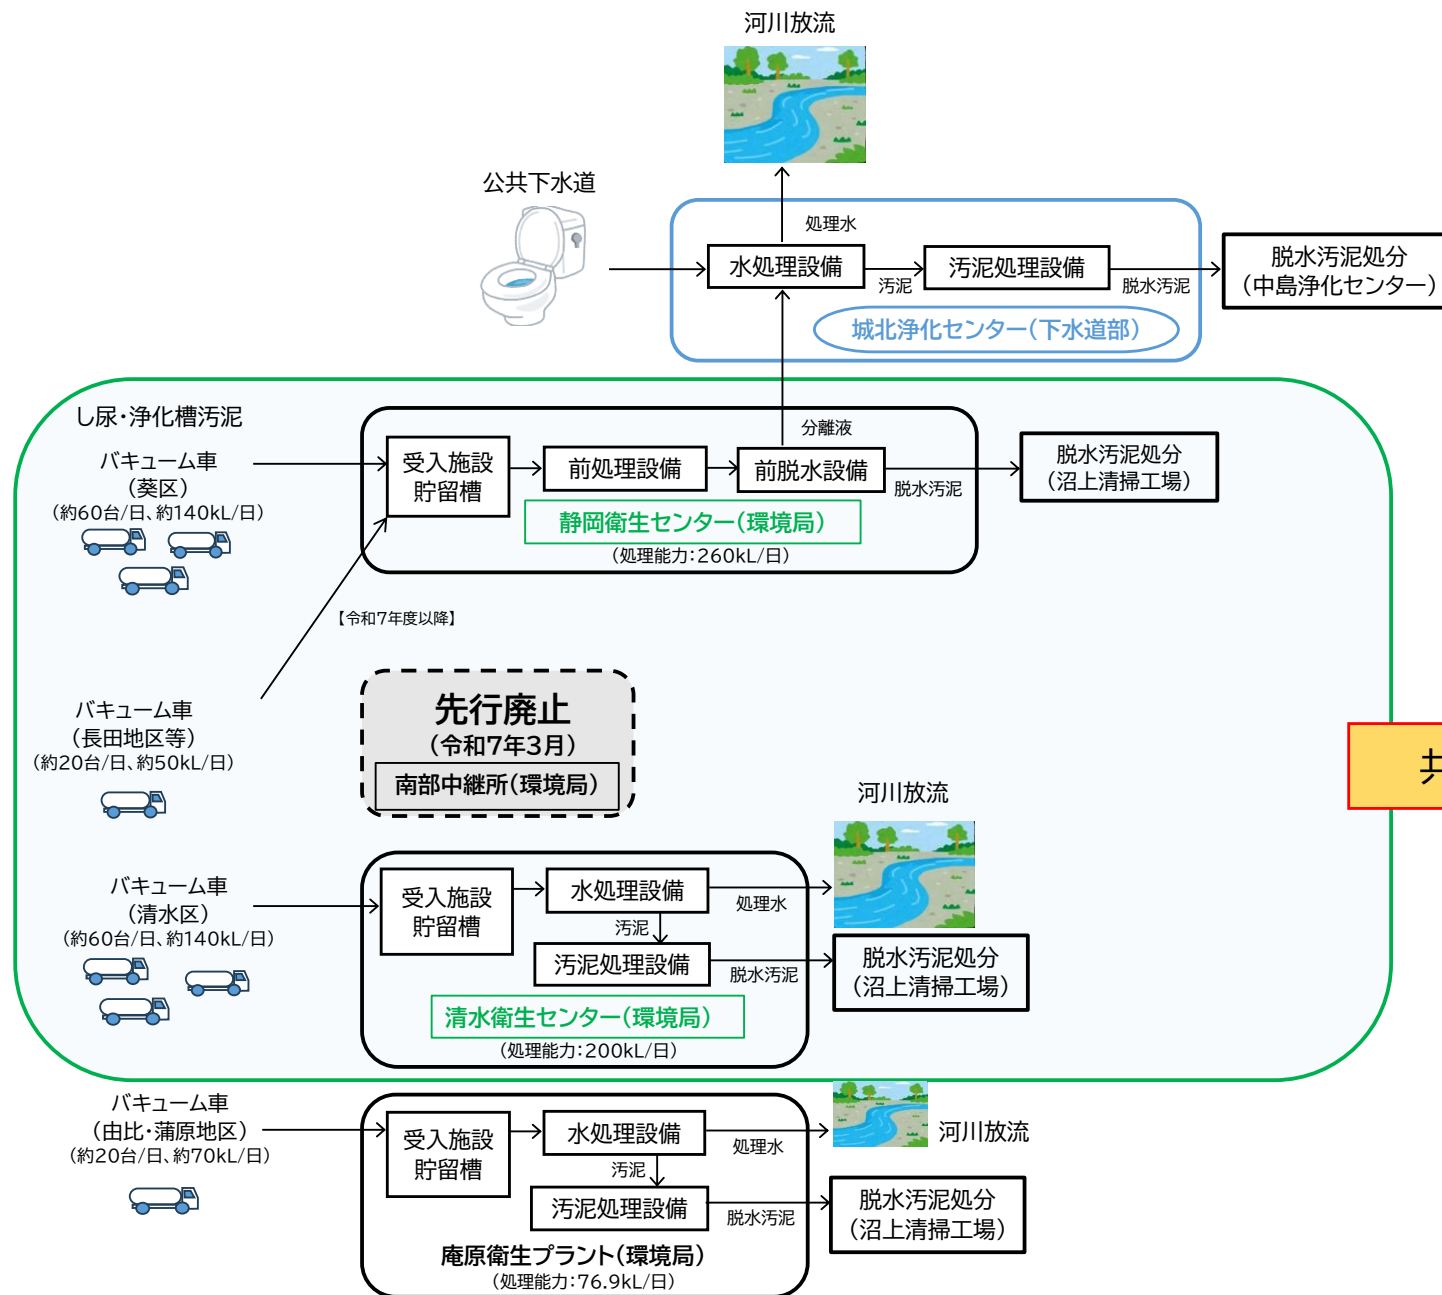 河川放流
公共下水道
処理水
水処理設備
汚泥
汚泥処理設備
脱水汚泥
脱水汚泥処分
(中島浄化センター)
城北浄化センター(下水道部)
し尿・浄化槽汚泥
バキューム車
(葵区)
(約60台/日、約140kL/日)
受入施設
貯留槽
前処理設備
分離液
前脱水設備
脱水汚泥
脱水汚泥処分
(沼上清掃工場)
静岡衛生センター(環境局)
(処理能力:260kL/日)
【令和7年度以降】
バキューム車
(長田地区等)
(約20台/日、約50kL/日)
先行廃止
(令和7年3月)
南部中継所(環境局)
共
バキューム車
(清水区)
(約60台/日、約140kL/日)
受入施設
貯留槽
水処理設備
処理水
河川放流
汚泥
汚泥処理設備
脱水汚泥
脱水汚泥処分
(沼上清掃工場)
清水衛生センター(環境局)
(処理能力:200kL/日)
バキューム車
(由比・蒲原地区)
(約20台/日、約70kL/日)
受入施設
貯留槽
水処理設備
処理水
河川放流
汚泥
汚泥処理設備
脱水汚泥
脱水汚泥処分
(沼上清掃工場)
庵原衛生プラント(環境局)
(処理能力:76.9kL/日)